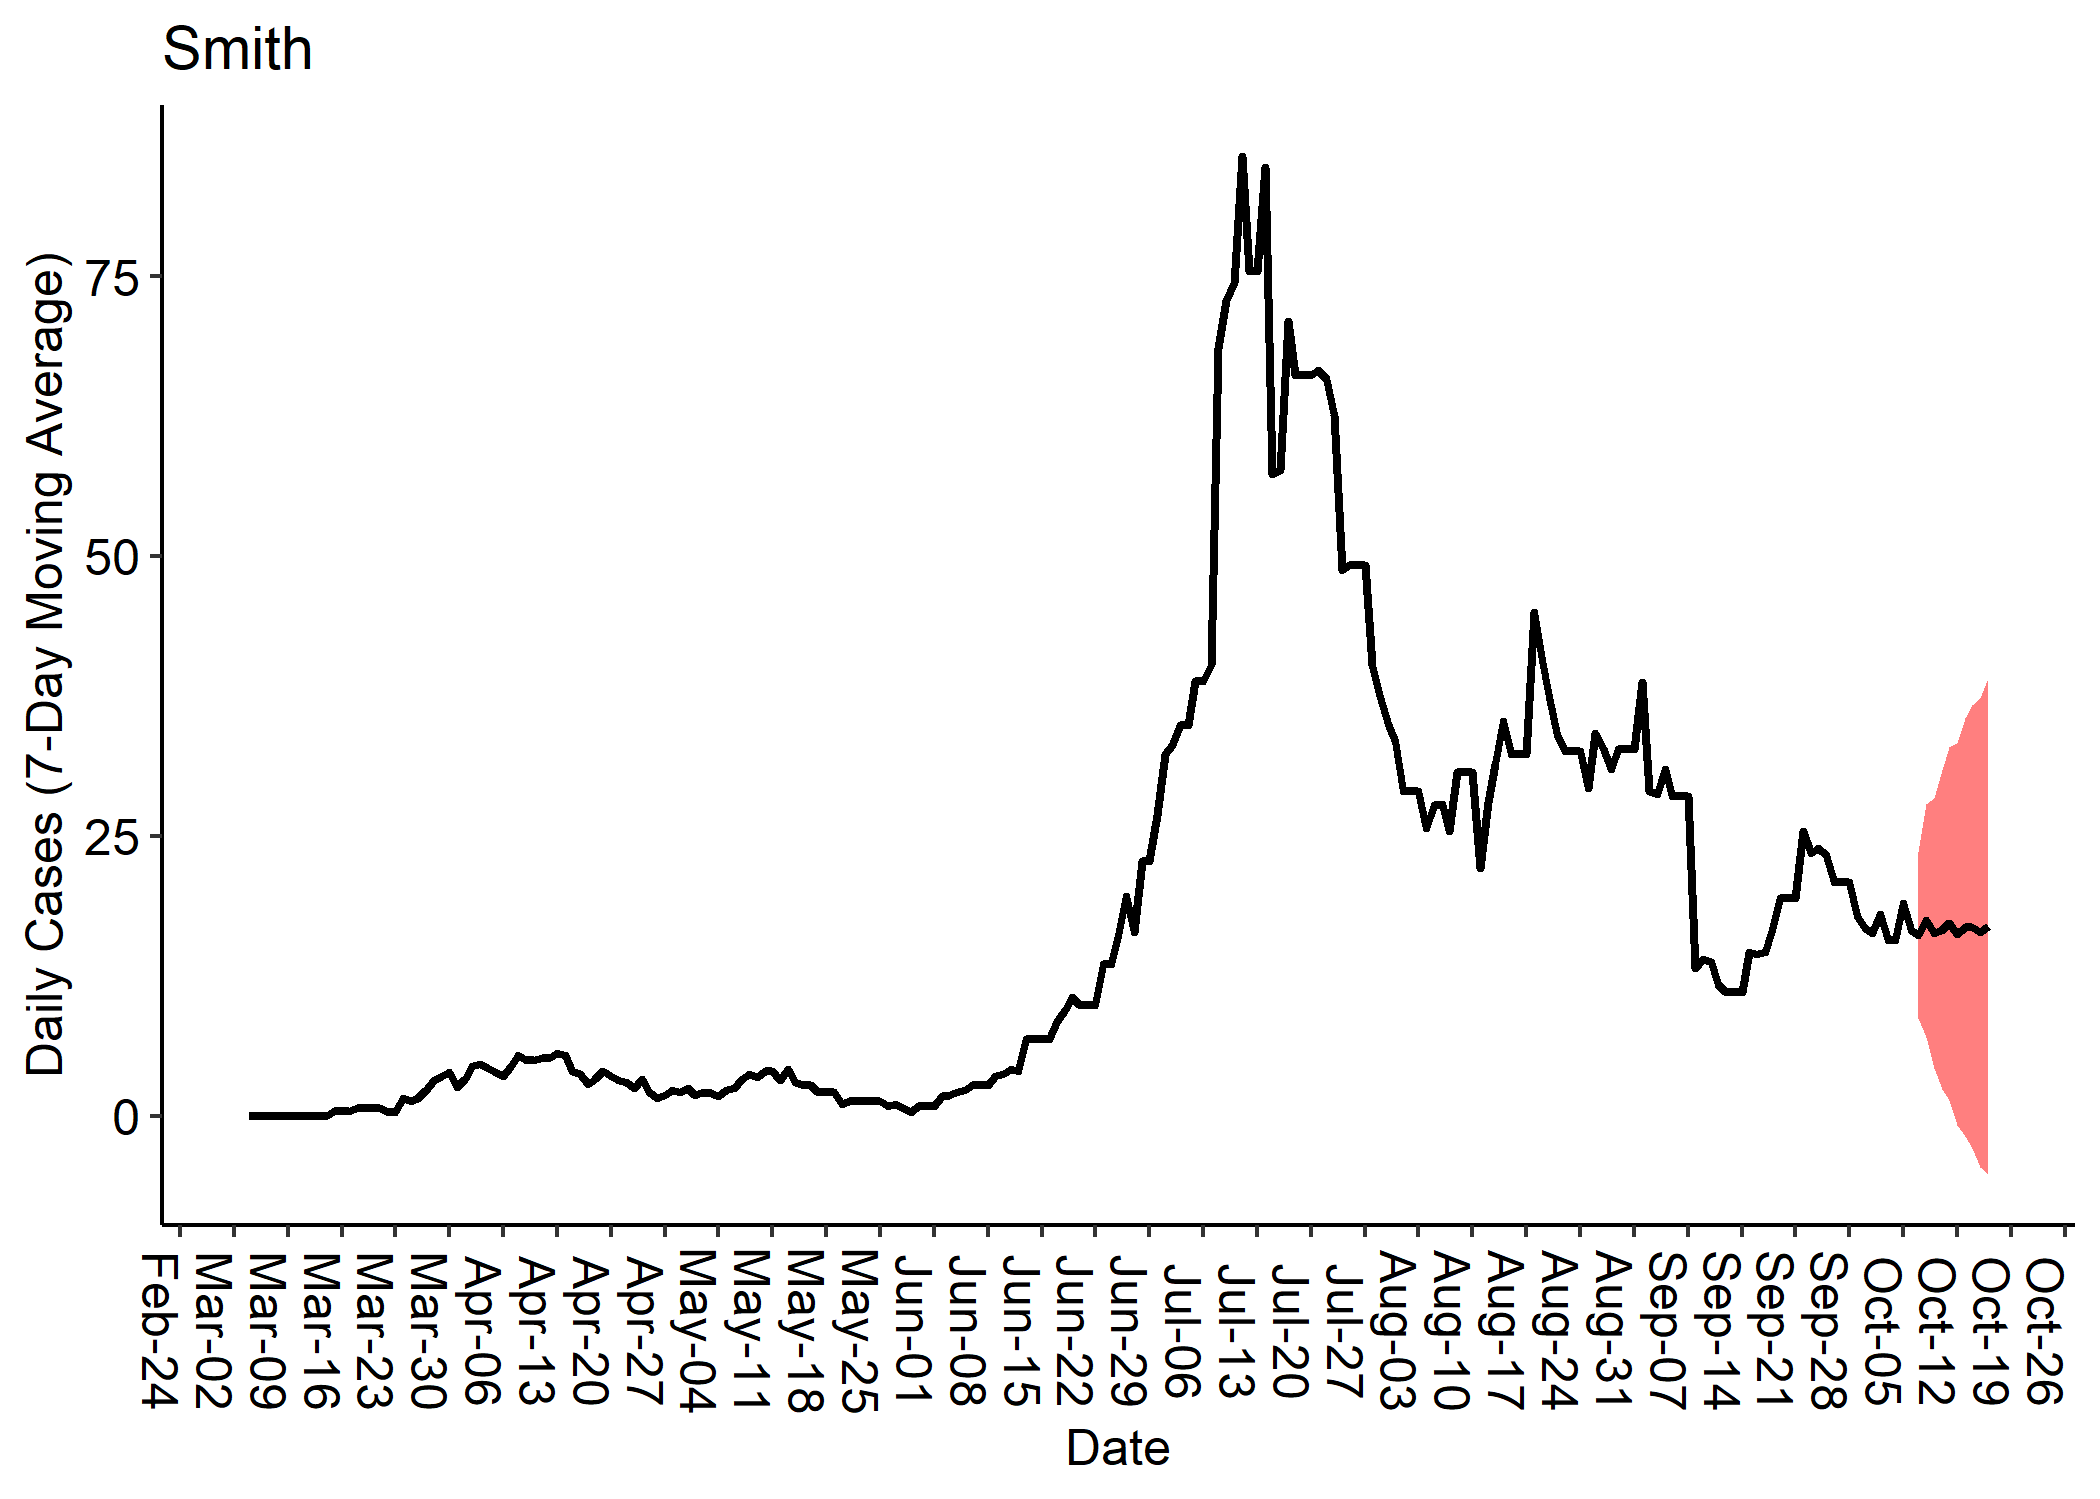 Smith
Daily Cases (7-Day Moving Average)
75
50
25
0
Feb-24
Mar-02
Mar-09
Mar-16
Mar-23
Mar-30
Apr-06
Apr-13
Apr-20
Apr-27
May-04
May-11
May-18
May-25
Jun-01
Jun-08
Jun-15
Jun-22
Jun-29
Jul-06
Jul-13
Jul-20
Jul-27
Aug-03
Aug-10
Aug-17
Aug-24
Aug-31
Sep-07
Sep-14
Sep-21
Sep-28
Oct-05
Oct-12
Oct-19
Oct-26
Date